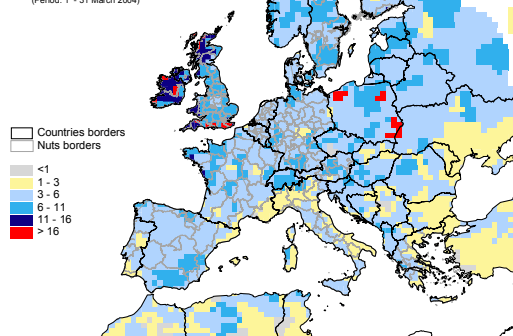 (Period: 1 - 31 March 2004)
Countries borders
Nuts borders
<1
1 - 3
3 - 6
6 - 11
11 - 16
> 16